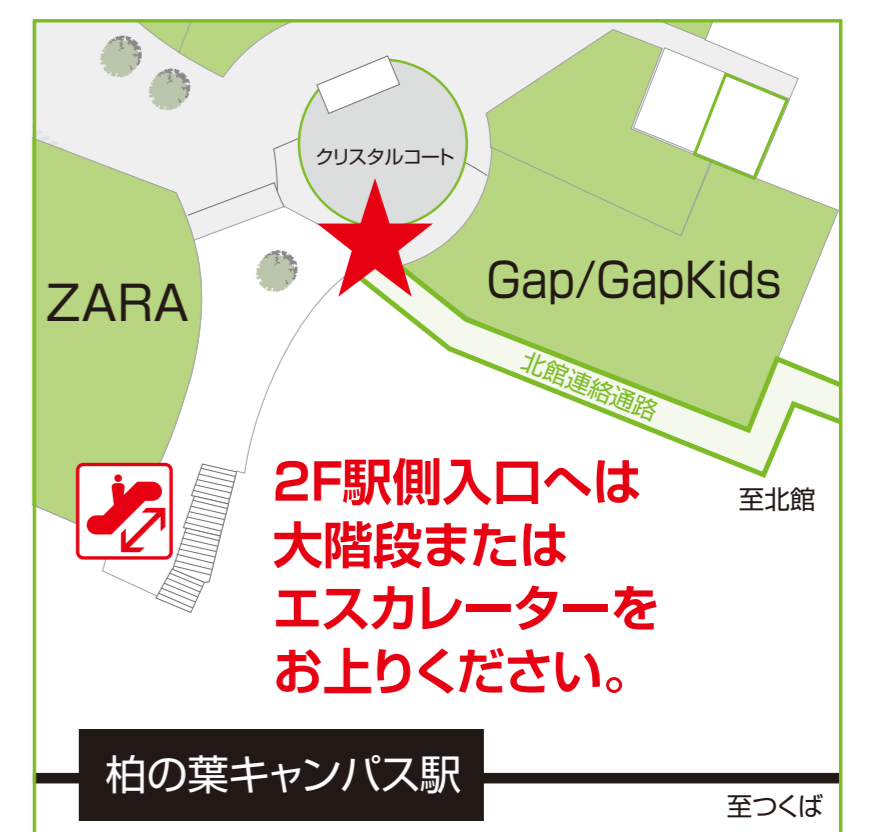 クリスタルコート
ZARA
Gap/GapKids
北館連絡通路
至北館
2F駅側入口へは
大階段または
エスカレーターを
お上りください。
柏の葉キャンパス駅
至つくば